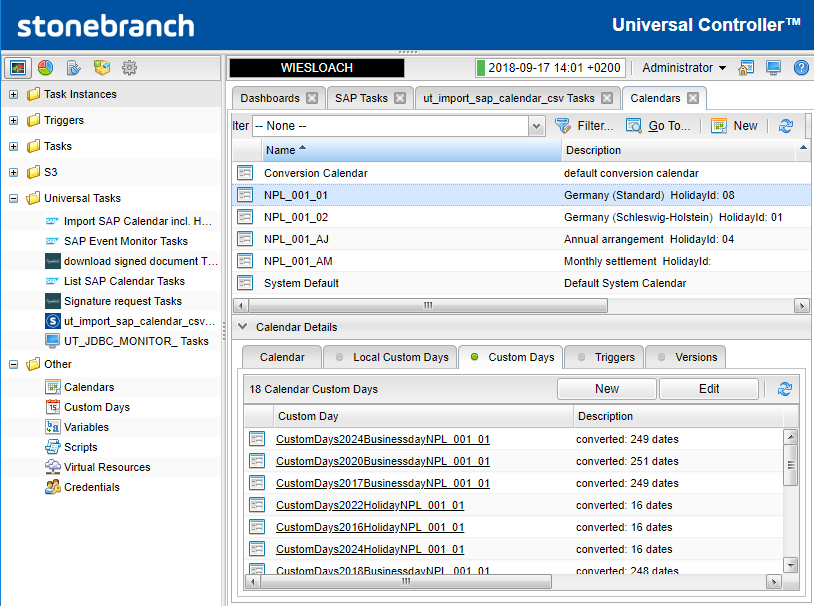 stonebranch
Universal Controller™
WIESLOACH
2018-09-17 14:01 +0200
Administrator
Task Instances
Triggers
Tasks
S3
Universal Tasks
Import SAP Calendar incl. H...
SAP Event Monitor Tasks
download signed document T...
List SAP Calendar Tasks
Signature request Tasks
ut_import_sap_calendar_csv...
UT_JDBC_MONITOR_ Tasks
Other
Calendars
Custom Days
Variables
Scripts
Virtual Resources
Credentials
Dashboards
SAP Tasks
ut_import_sap_calendar_csv Tasks
Calendars
lter -- None --
Filter...
Go To...
New
Name Description
Conversion Calendar default conversion calendar
NPL_001_01 Germany (Standard) HolidayId: 08
NPL_001_02 Germany (Schleswig-Holstein) HolidayId: 01
NPL_001_AJ Annual arrangement HolidayId: 04
NPL_001_AM Monthly settlement HolidayId:
System Default Default System Calendar
Calendar Details
Calendar
Local Custom Days
Custom Days
Triggers
Versions
18 Calendar Custom Days
New
Edit
Custom Day Description
CustomDays2024BusinessdayNPL_001_01 converted: 249 dates
CustomDays2020BusinessdayNPL_001_01 converted: 251 dates
CustomDays2017BusinessdayNPL_001_01 converted: 249 dates
CustomDays2022HolidayNPL_001_01 converted: 16 dates
CustomDays2016HolidayNPL_001_01 converted: 16 dates
CustomDays2024HolidayNPL_001_01 converted: 16 dates
CustomDays2018BusinessdayNPL_001_01 converted: 248 dates